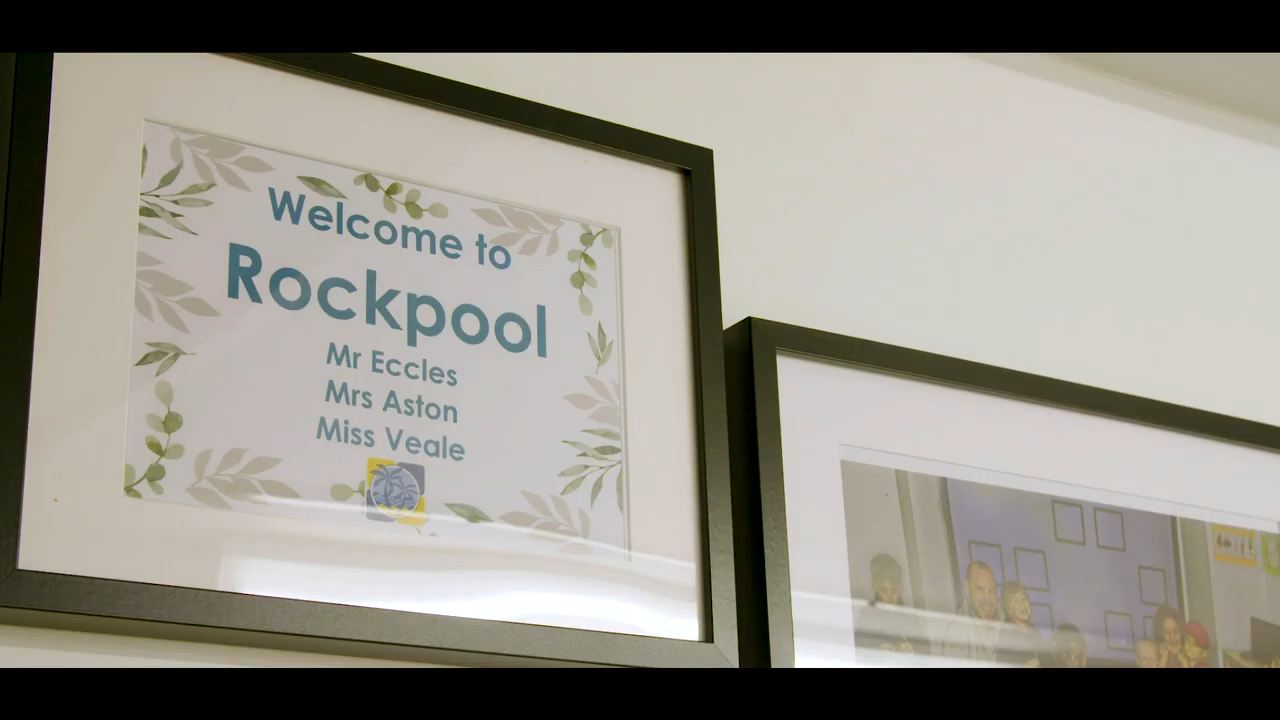 Welcome to
Rockpool
Mr Eccles
Mrs Aston
Miss Veale